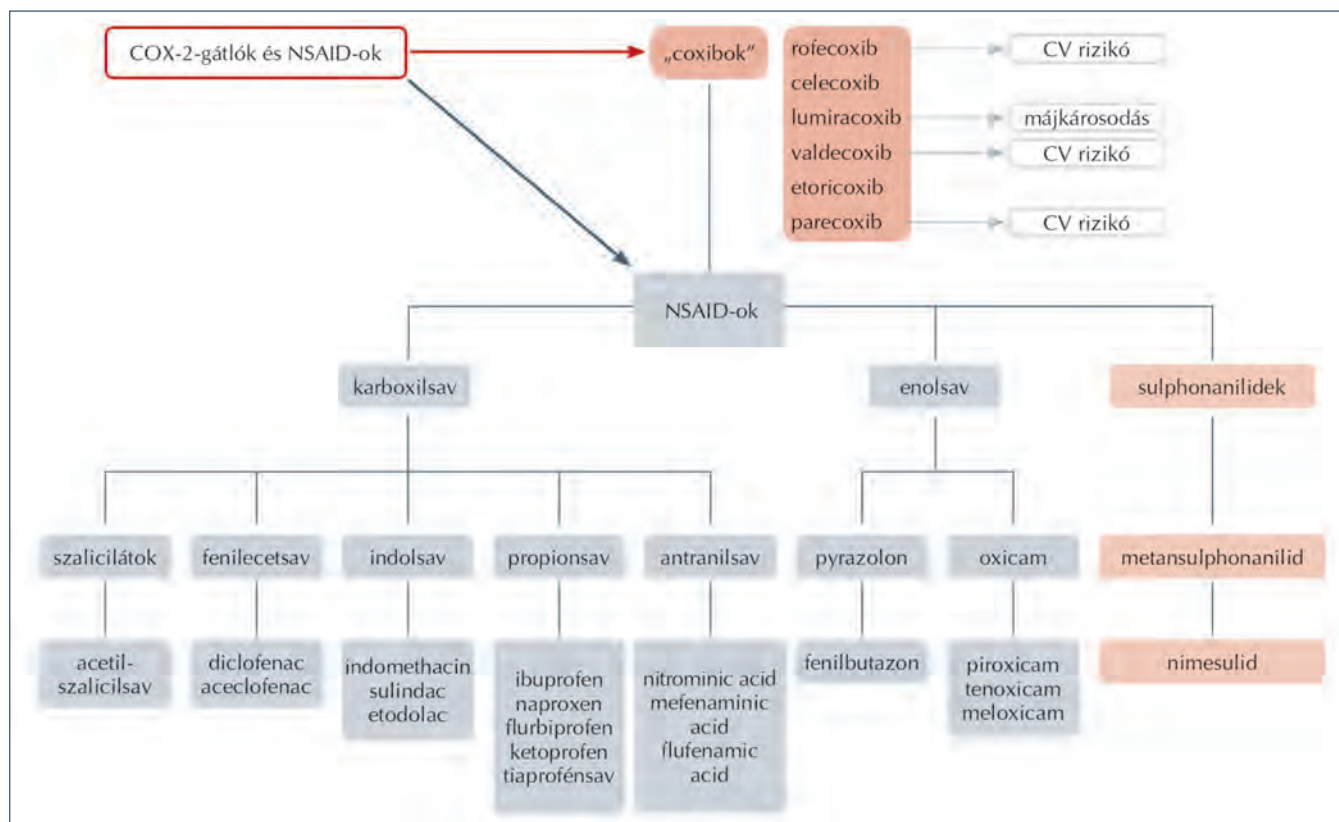 COX-2-gátlók és NSAID-ok
„coxibok“
rofecoxib
CV rizikó
celecoxib
lumiracoxib
májkárosodás
valdecoxib
CV rizikó
etoricoxib
parecoxib
CV rizikó
NSAID-ok
karboxilsav
enolsav
sulphonanilidek
szalicilátok
fenilecetsav
indolsav
propionsav
antranilsav
pyrazolon
oxicam
metansulphonanilid
acetil-
szalicilsav
diclofenac
aceclofenac
indomethacin
sulindac
etodolac
ibuprofen
naproxen
flurbiprofen
ketoprofen
tiaprofénsav
nitrominic acid
mefenaminic
acid
flufenamic
acid
fenilbutazon
piroxicam
tenoxicam
meloxicam
nimesulid